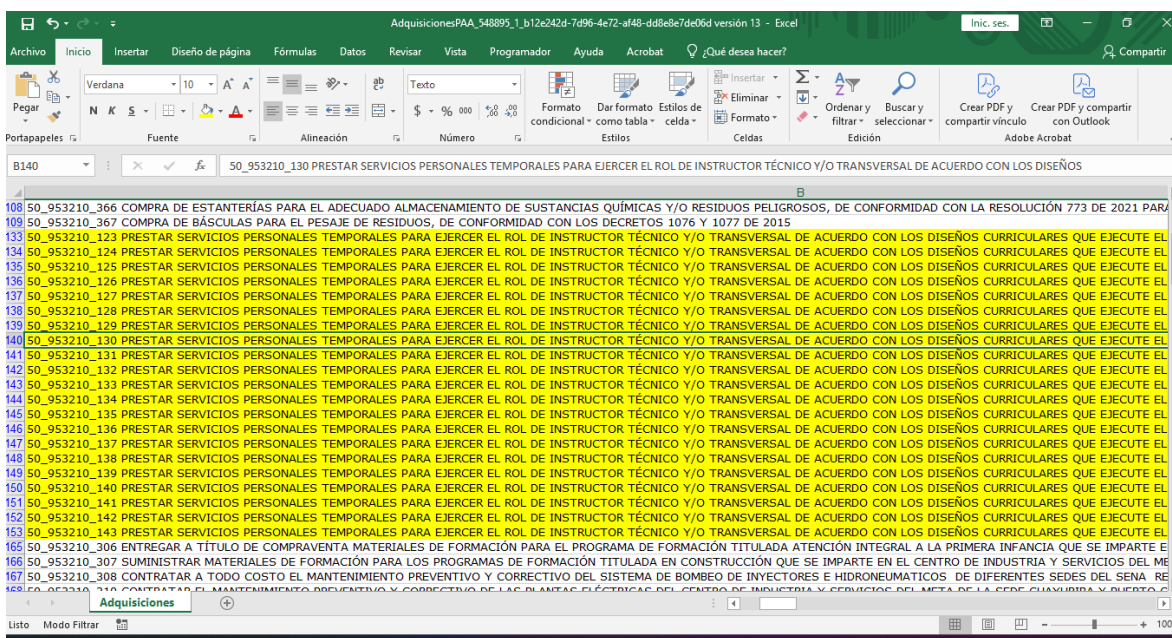 AdquisicionesPAA_548895_1_b12e242d-7d96-4e72-af48-dd8e8e7de06d versión 13 - Excel
Inic. ses.
Archivo Inicio Insertar Diseño de página Fórmulas Datos Revisar Vista Programador Ayuda Acrobat ¿Qué desea hacer? Compartir
Pegar
Verdana 10 A A
N K S
Texto
$ % 000
Formato condicional
Dar formato como tabla
Estilos de celda
Insertar
Eliminar
Formato
Ordenar y filtrar
Buscar y seleccionar
Crear PDF y compartir vínculo
Crear PDF y compartir con Outlook
Portapapeles Fuente Alineación Número Estilos Celdas Edición Adobe Acrobat
B140 fx 50_953210_130 PRESTAR SERVICIOS PERSONALES TEMPORALES PARA EJERCER EL ROL DE INSTRUCTOR TÉCNICO Y/O TRANSVERSAL DE ACUERDO CON LOS DISEÑOS
B
108 50_953210_366 COMPRA DE ESTANTERÍAS PARA EL ADECUADO ALMACENAMIENTO DE SUSTANCIAS QUÍMICAS Y/O RESIDUOS PELIGROSOS, DE CONFORMIDAD CON LA RESOLUCIÓN 773 DE 2021 PARA
109 50_953210_367 COMPRA DE BÁSCULAS PARA EL PESAJE DE RESIDUOS, DE CONFORMIDAD CON LOS DECRETOS 1076 Y 1077 DE 2015
133 50_953210_123 PRESTAR SERVICIOS PERSONALES TEMPORALES PARA EJERCER EL ROL DE INSTRUCTOR TÉCNICO Y/O TRANSVERSAL DE ACUERDO CON LOS DISEÑOS CURRICULARES QUE EJECUTE EL
134 50_953210_124 PRESTAR SERVICIOS PERSONALES TEMPORALES PARA EJERCER EL ROL DE INSTRUCTOR TÉCNICO Y/O TRANSVERSAL DE ACUERDO CON LOS DISEÑOS CURRICULARES QUE EJECUTE EL
135 50_953210_125 PRESTAR SERVICIOS PERSONALES TEMPORALES PARA EJERCER EL ROL DE INSTRUCTOR TÉCNICO Y/O TRANSVERSAL DE ACUERDO CON LOS DISEÑOS CURRICULARES QUE EJECUTE EL
136 50_953210_126 PRESTAR SERVICIOS PERSONALES TEMPORALES PARA EJERCER EL ROL DE INSTRUCTOR TÉCNICO Y/O TRANSVERSAL DE ACUERDO CON LOS DISEÑOS CURRICULARES QUE EJECUTE EL
137 50_953210_127 PRESTAR SERVICIOS PERSONALES TEMPORALES PARA EJERCER EL ROL DE INSTRUCTOR TÉCNICO Y/O TRANSVERSAL DE ACUERDO CON LOS DISEÑOS CURRICULARES QUE EJECUTE EL
138 50_953210_128 PRESTAR SERVICIOS PERSONALES TEMPORALES PARA EJERCER EL ROL DE INSTRUCTOR TÉCNICO Y/O TRANSVERSAL DE ACUERDO CON LOS DISEÑOS CURRICULARES QUE EJECUTE EL
139 50_953210_129 PRESTAR SERVICIOS PERSONALES TEMPORALES PARA EJERCER EL ROL DE INSTRUCTOR TÉCNICO Y/O TRANSVERSAL DE ACUERDO CON LOS DISEÑOS CURRICULARES QUE EJECUTE EL
140 50_953210_130 PRESTAR SERVICIOS PERSONALES TEMPORALES PARA EJERCER EL ROL DE INSTRUCTOR TÉCNICO Y/O TRANSVERSAL DE ACUERDO CON LOS DISEÑOS CURRICULARES QUE EJECUTE EL
141 50_953210_131 PRESTAR SERVICIOS PERSONALES TEMPORALES PARA EJERCER EL ROL DE INSTRUCTOR TÉCNICO Y/O TRANSVERSAL DE ACUERDO CON LOS DISEÑOS CURRICULARES QUE EJECUTE EL
142 50_953210_132 PRESTAR SERVICIOS PERSONALES TEMPORALES PARA EJERCER EL ROL DE INSTRUCTOR TÉCNICO Y/O TRANSVERSAL DE ACUERDO CON LOS DISEÑOS CURRICULARES QUE EJECUTE EL
143 50_953210_133 PRESTAR SERVICIOS PERSONALES TEMPORALES PARA EJERCER EL ROL DE INSTRUCTOR TÉCNICO Y/O TRANSVERSAL DE ACUERDO CON LOS DISEÑOS CURRICULARES QUE EJECUTE EL
144 50_953210_134 PRESTAR SERVICIOS PERSONALES TEMPORALES PARA EJERCER EL ROL DE INSTRUCTOR TÉCNICO Y/O TRANSVERSAL DE ACUERDO CON LOS DISEÑOS CURRICULARES QUE EJECUTE EL
145 50_953210_135 PRESTAR SERVICIOS PERSONALES TEMPORALES PARA EJERCER EL ROL DE INSTRUCTOR TÉCNICO Y/O TRANSVERSAL DE ACUERDO CON LOS DISEÑOS CURRICULARES QUE EJECUTE EL
146 50_953210_136 PRESTAR SERVICIOS PERSONALES TEMPORALES PARA EJERCER EL ROL DE INSTRUCTOR TÉCNICO Y/O TRANSVERSAL DE ACUERDO CON LOS DISEÑOS CURRICULARES QUE EJECUTE EL
147 50_953210_137 PRESTAR SERVICIOS PERSONALES TEMPORALES PARA EJERCER EL ROL DE INSTRUCTOR TÉCNICO Y/O TRANSVERSAL DE ACUERDO CON LOS DISEÑOS CURRICULARES QUE EJECUTE EL
148 50_953210_138 PRESTAR SERVICIOS PERSONALES TEMPORALES PARA EJERCER EL ROL DE INSTRUCTOR TÉCNICO Y/O TRANSVERSAL DE ACUERDO CON LOS DISEÑOS CURRICULARES QUE EJECUTE EL
149 50_953210_139 PRESTAR SERVICIOS PERSONALES TEMPORALES PARA EJERCER EL ROL DE INSTRUCTOR TÉCNICO Y/O TRANSVERSAL DE ACUERDO CON LOS DISEÑOS CURRICULARES QUE EJECUTE EL
150 50_953210_140 PRESTAR SERVICIOS PERSONALES TEMPORALES PARA EJERCER EL ROL DE INSTRUCTOR TÉCNICO Y/O TRANSVERSAL DE ACUERDO CON LOS DISEÑOS CURRICULARES QUE EJECUTE EL
151 50_953210_141 PRESTAR SERVICIOS PERSONALES TEMPORALES PARA EJERCER EL ROL DE INSTRUCTOR TÉCNICO Y/O TRANSVERSAL DE ACUERDO CON LOS DISEÑOS CURRICULARES QUE EJECUTE EL
152 50_953210_142 PRESTAR SERVICIOS PERSONALES TEMPORALES PARA EJERCER EL ROL DE INSTRUCTOR TÉCNICO Y/O TRANSVERSAL DE ACUERDO CON LOS DISEÑOS CURRICULARES QUE EJECUTE EL
153 50_953210_143 PRESTAR SERVICIOS PERSONALES TEMPORALES PARA EJERCER EL ROL DE INSTRUCTOR TÉCNICO Y/O TRANSVERSAL DE ACUERDO CON LOS DISEÑOS CURRICULARES QUE EJECUTE EL
165 50_953210_306 ENTREGAR A TÍTULO DE COMPRAVENTA MATERIALES DE FORMACIÓN PARA EL PROGRAMA DE FORMACIÓN TITULADA ATENCIÓN INTEGRAL A LA PRIMERA INFANCIA QUE SE IMPARTE E
166 50_953210_307 SUMINISTRAR MATERIALES DE FORMACIÓN PARA LOS PROGRAMAS DE FORMACIÓN TITULADA EN CONSTRUCCIÓN QUE SE IMPARTE EN EL CENTRO DE INDUSTRIA Y SERVICIOS DEL ME
167 50_953210_308 CONTRATAR A TODO COSTO EL MANTENIMIENTO PREVENTIVO Y CORRECTIVO DEL SISTEMA DE BOMBEO DE INYECTORES E HIDRONEUMATICOS DE DIFERENTES SEDES DEL SENA RE
Adquisiciones
Listo Modo Filtrar 100